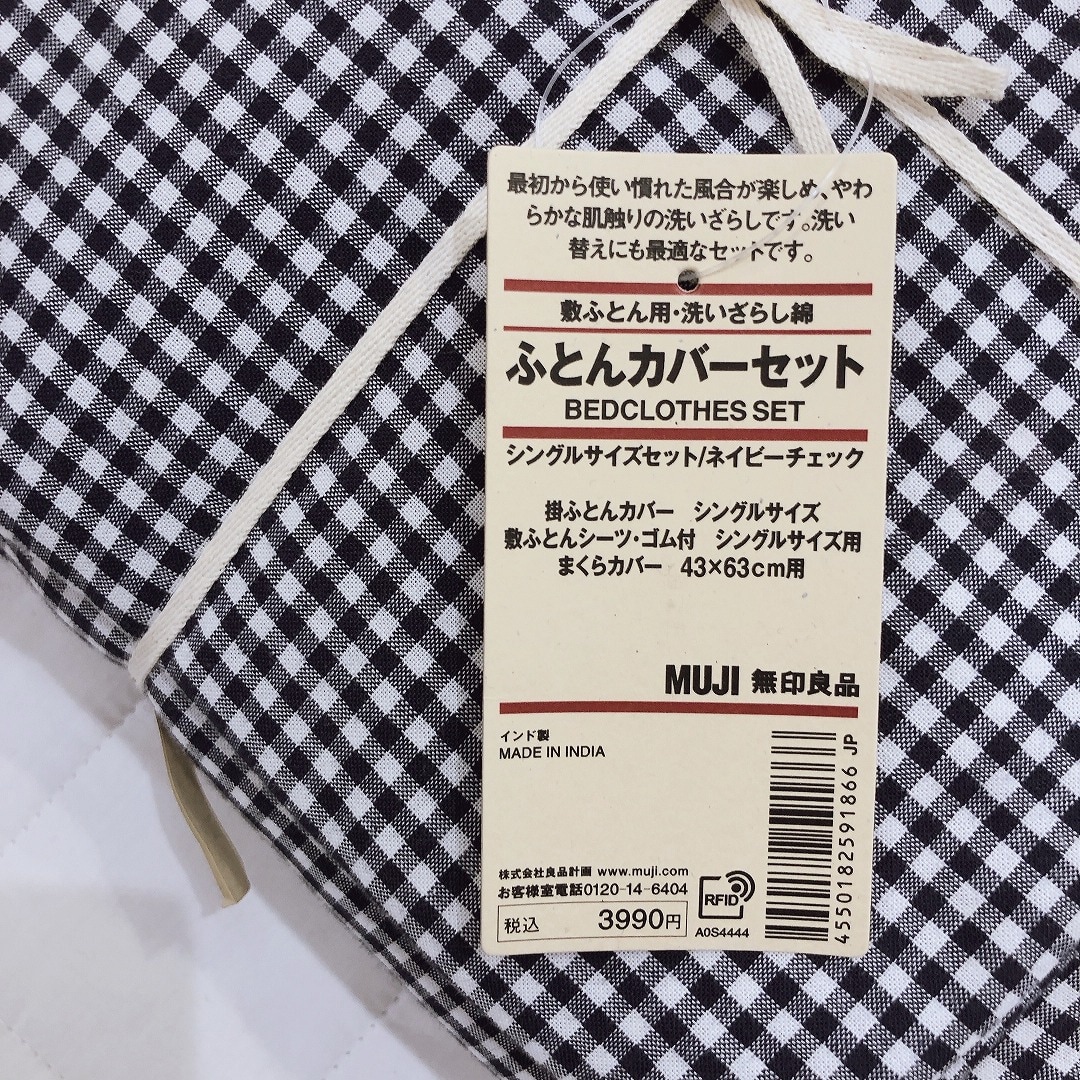 最初から使い慣れた風合が楽しめ、やわ
らかな肌触りの洗いざらしです。洗い
替えにも最適なセットです。
敷ふとん用・洗いざらし綿
ふとんカバーセット
BEDCLOTHES SET
シングルサイズセット/ネイビーチェック
掛ふとんカバー　シングルサイズ
敷ふとんシーツ・ゴム付　シングルサイズ用
まくらカバー　43×63cm用
MUJI 無印良品
インド製
MADE IN INDIA
株式会社良品計画 www.muji.com
お客様室電話0120-14-6404
税込 3990円
RFID
A0S4444
4550182591866 JP